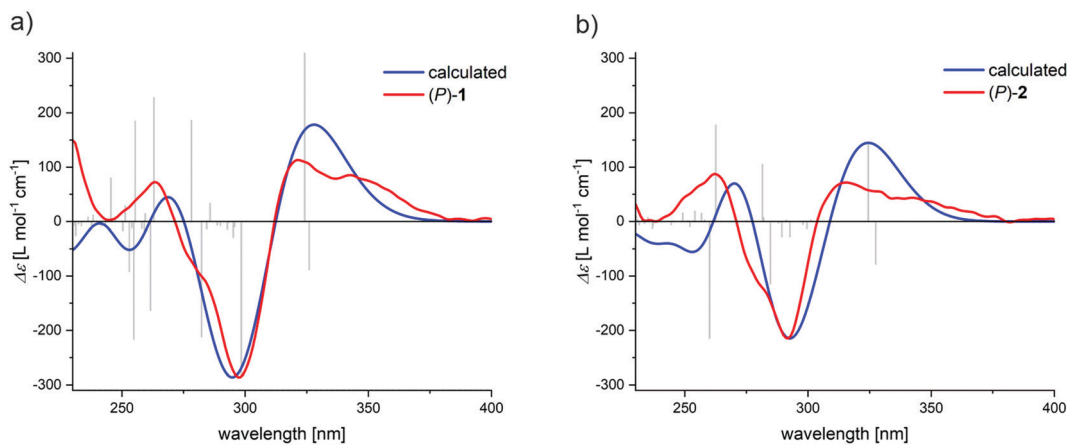 a)
300
200
100
0
-100
-200
-300
Δε [L mol⁻¹ cm⁻¹]
250
300
350
400
wavelength [nm]
calculated
(P)-1
b)
300
200
100
0
-100
-200
-300
Δε [L mol⁻¹ cm⁻¹]
250
300
350
400
wavelength [nm]
calculated
(P)-2